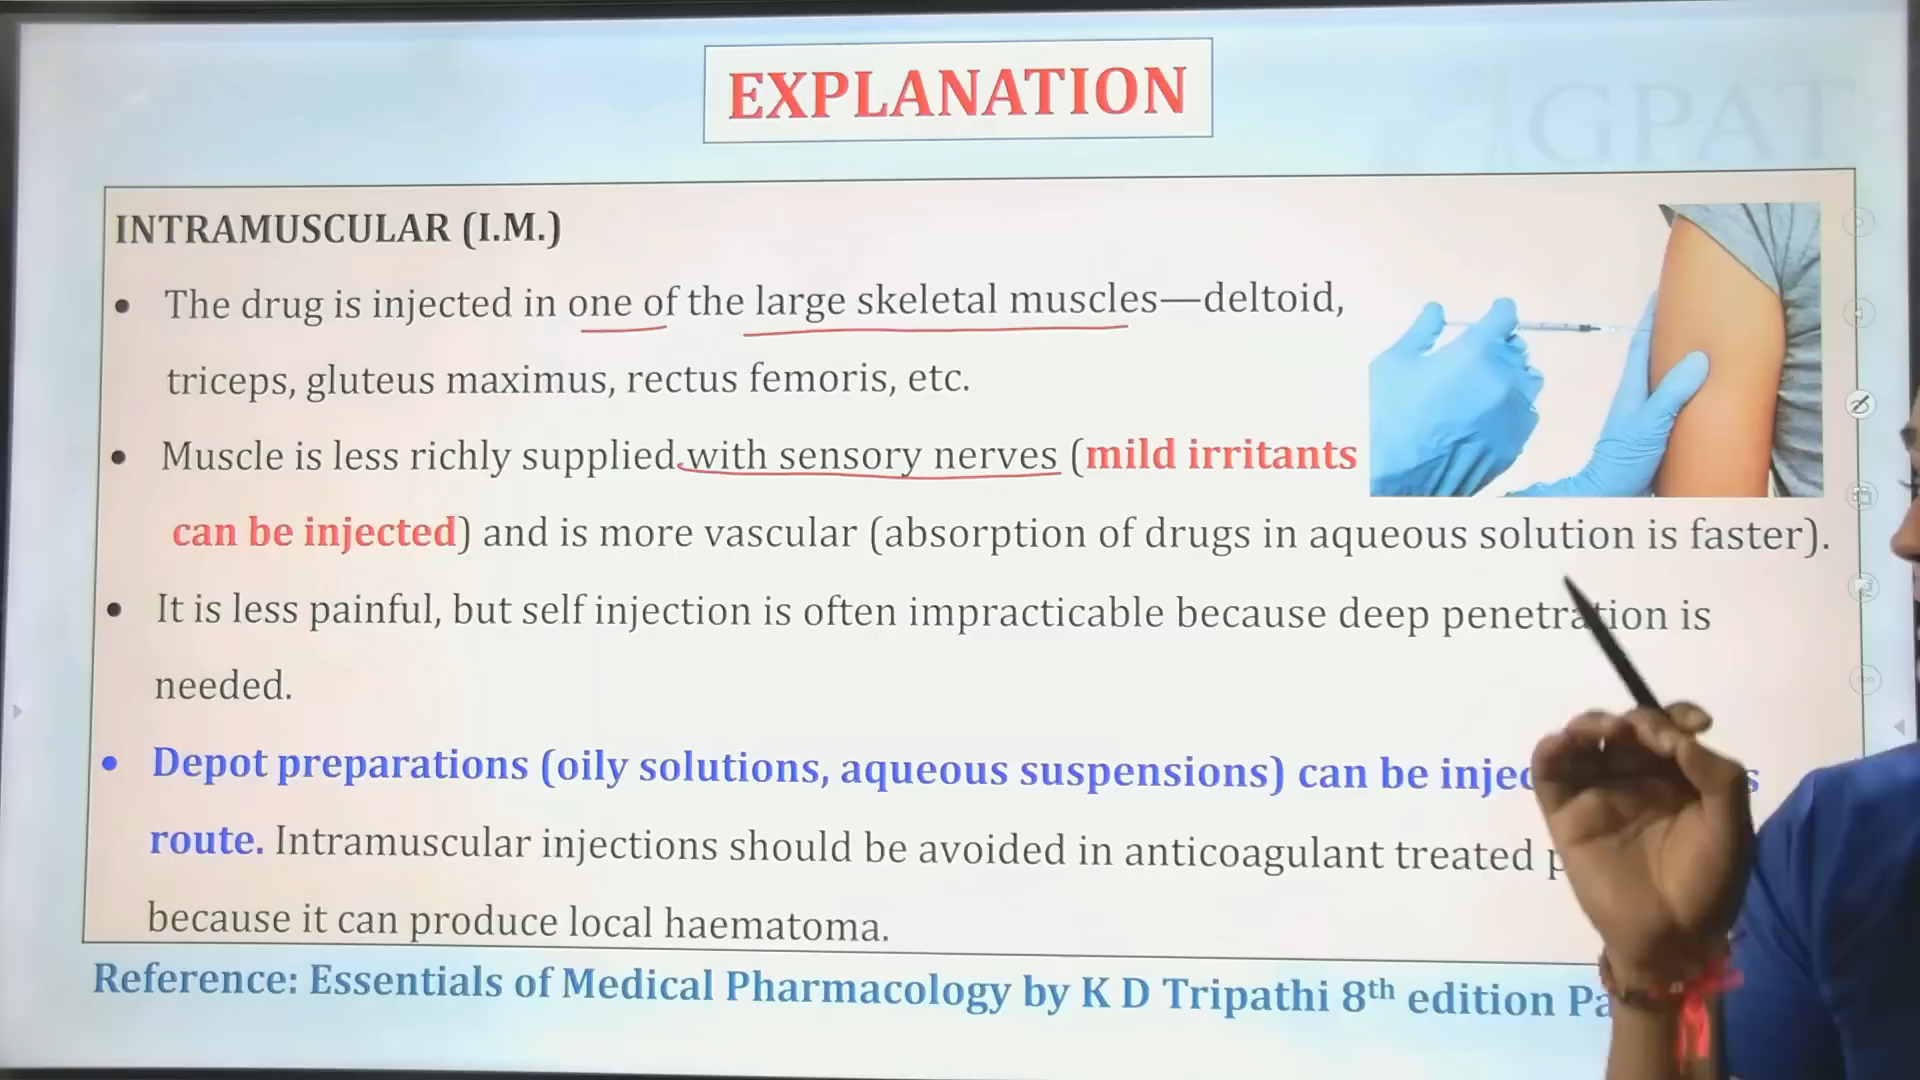 EXPLANATION
GPAT
INTRAMUSCULAR (I.M.)
• The drug is injected in one of the large skeletal muscles—deltoid,
triceps, gluteus maximus, rectus femoris, etc.
• Muscle is less richly supplied with sensory nerves (mild irritants
can be injected) and is more vascular (absorption of drugs in aqueous solution is faster).
• It is less painful, but self injection is often impracticable because deep penetration is
needed.
• Depot preparations (oily solutions, aqueous suspensions) can be
route. Intramuscular injections should be avoided in anticoagulant treated
because it can produce local haematoma.
Reference: Essentials of Medical Pharmacology by K D Tripathi 8th edition